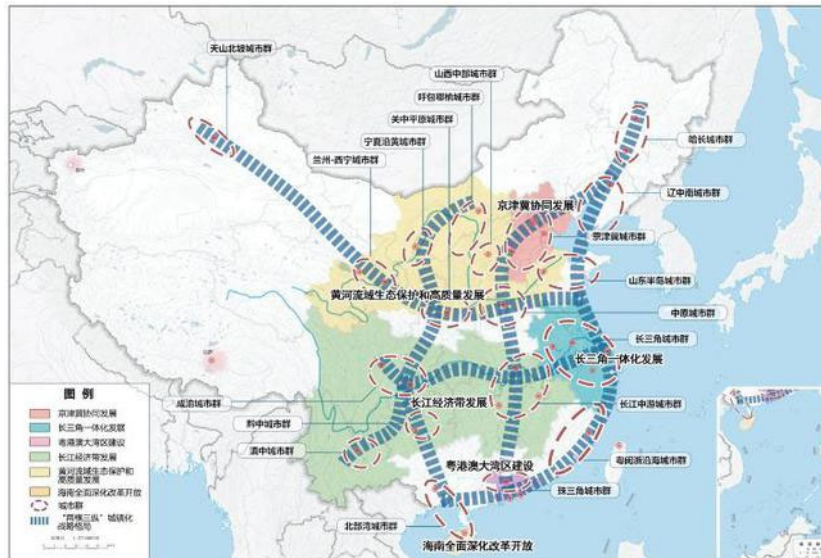 天山北坡城市群
山西中部城市群
呼包鄂榆城市群
关中平原城市群
宁夏沿黄城市群
兰州-西宁城市群
哈长城市群
辽中南城市群
京津冀协同发展
京津冀城市群
山东半岛城市群
黄河流域生态保护和高质量发展
中原城市群
长三角城市群
长三角一体化发展
成渝城市群
长江经济带发展
长江中游城市群
黔中城市群
滇中城市群
粤闽浙沿海城市群
粤港澳大湾区建设
珠三角城市群
北部湾城市群
海南全面深化改革开放
图 例
京津冀协同发展
长三角一体化发展
粤港澳大湾区建设
长江经济带发展
黄河流域生态保护和
高质量发展
海南全面深化改革开放
城市群
“两横三纵”城镇化
战略格局